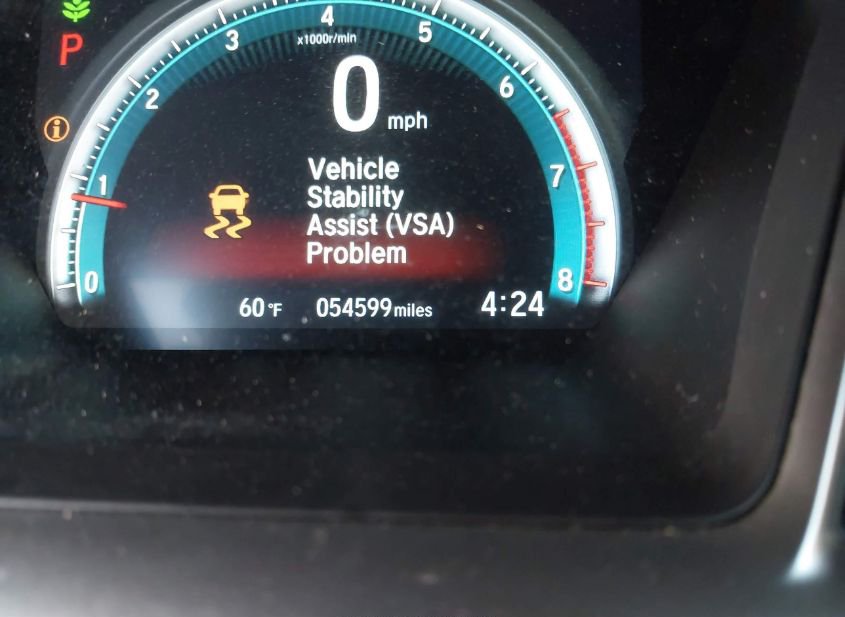 4
3
5
x1000r/min
P
2
6
0 mph
i
Vehicle
1
7
Stability
Assist (VSA)
Problem
0
8
60°F 054599 miles 4:24